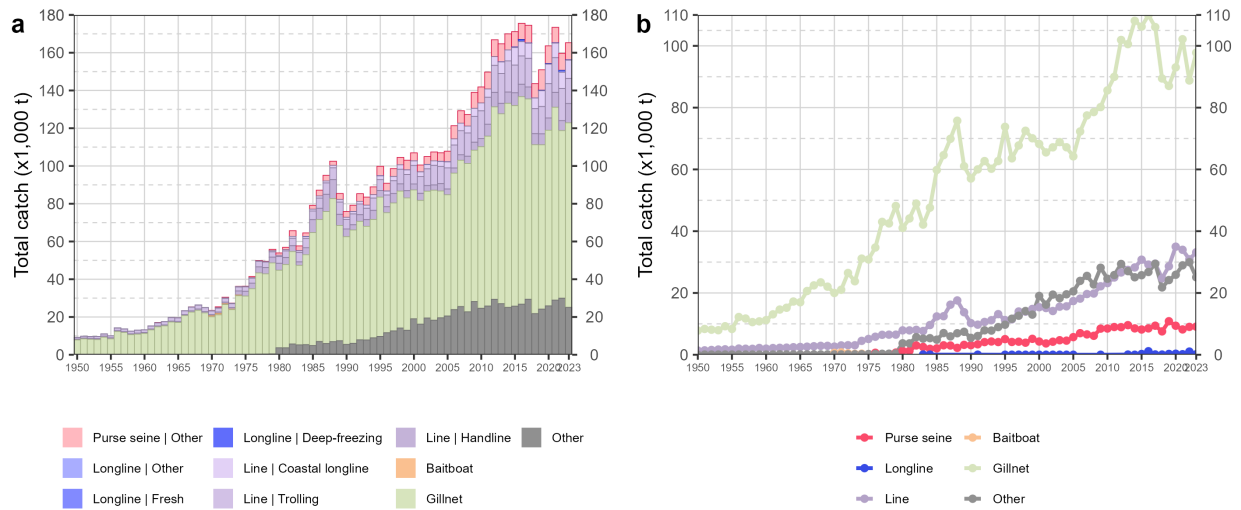 a
Total catch (x1,000 t)
180
160
140
120
100
80
60
40
20
0
180
160
140
120
100
80
60
40
20
0
1950 1955 1960 1965 1970 1975 1980 1985 1990 1995 2000 2005 2010 2015 2020 2023
Purse seine | Other
Longline | Deep-freezing
Line | Handline
Other
Longline | Other
Line | Coastal longline
Baitboat
Longline | Fresh
Line | Trolling
Gillnet
b
Total catch (x1,000 t)
110
100
80
60
40
20
0
110
100
80
60
40
20
0
1950 1955 1960 1965 1970 1975 1980 1985 1990 1995 2000 2005 2010 2015 2020 2023
Purse seine
Baitboat
Longline
Gillnet
Line
Other